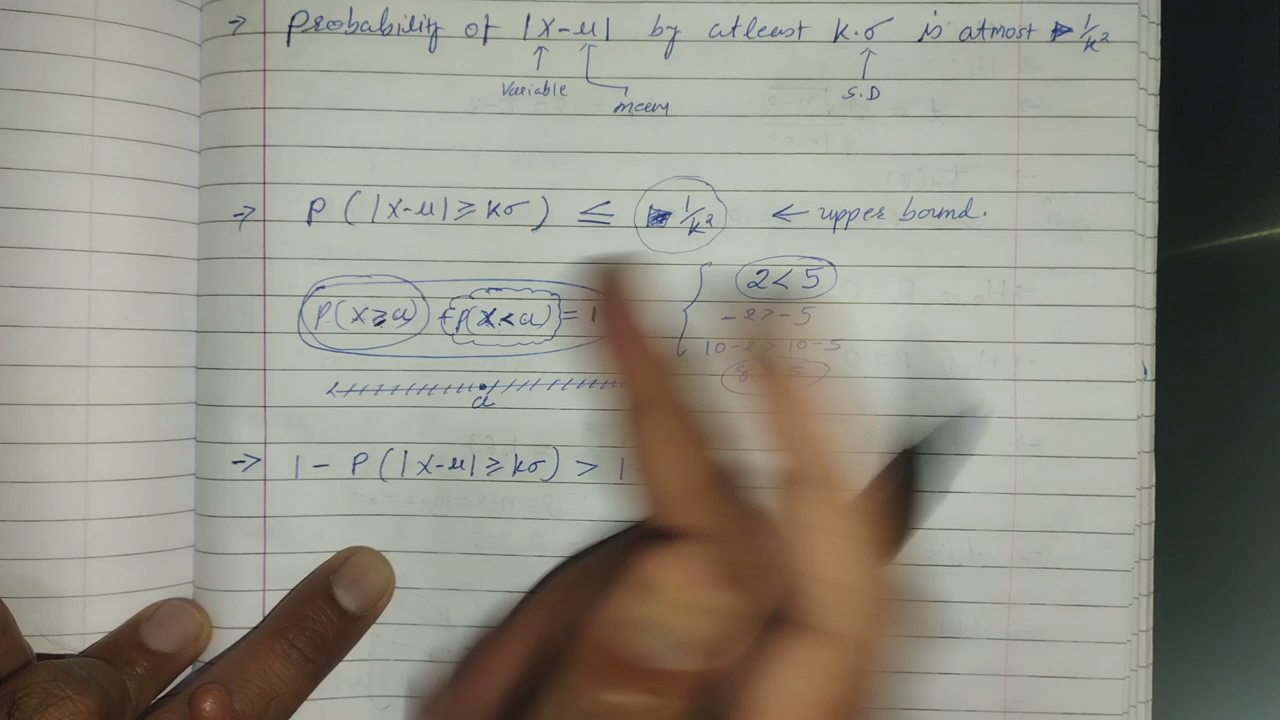 → Probability of |X-μ| by atleast k.σ is atmost 1/k²
↑ ↑
Variable mean S.D
→ P(|X-μ|≥kσ) ≤ 1/k² ← upper bound.
P(X≥a) + P(X<a) = 1
2<5
-2>-5
10-2>10-5
8
a
→ 1 - P(|X-μ|≥kσ) > 1